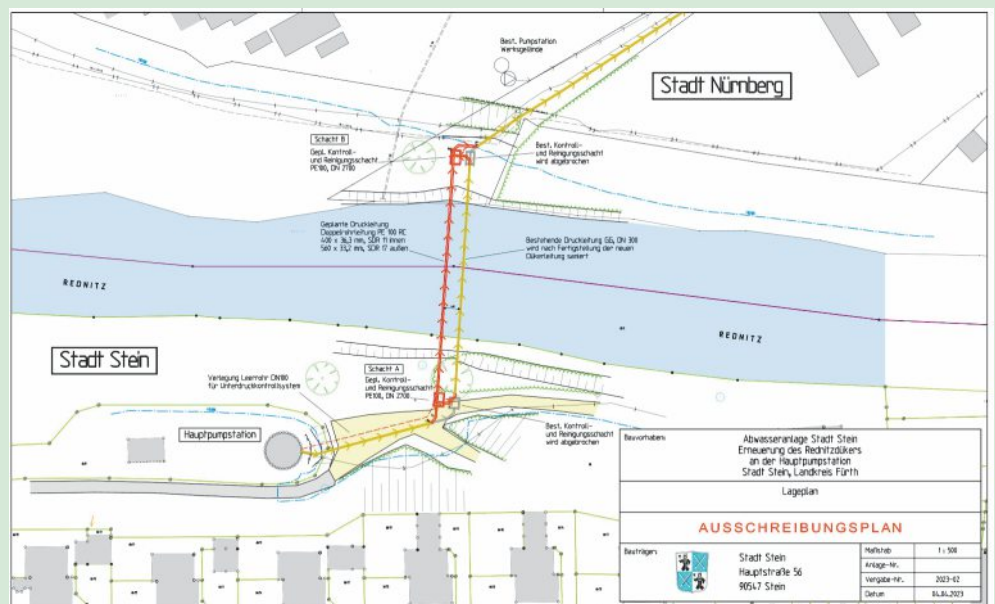 Best. Pumpstation
Werksgelände
Stadt Nürnberg
Schacht B
Gepl. Kontroll-
und Reinigungsschacht
PE100, DN 2700
Best. Kontroll-
und Reinigungsschacht
wird abgebrochen
Geplante Druckleitung
Doppelrohrleitung PE 100 RC
400 x 36,3 mm, SDR 11 innen
560 x 33,2 mm, SDR 17 außen
Bestehende Druckleitung GG, DN 300
wird nach Fertigstellung der neuen
Dükerleitung saniert
REDNITZ
REDNITZ
Stadt Stein
Verlegung Leerrohr DN100
für Unterdruckkontrollsystem
Schacht A
Gepl. Kontroll-
und Reinigungsschacht
PE100, DN 2700
Hauptpumpstation
Best. Kontroll-
und Reinigungsschacht
wird abgebrochen
Bauvorhaben:
Abwasseranlage Stadt Stein
Erneuerung des Rednitzdükers
an der Hauptpumpstation
Stadt Stein, Landkreis Fürth
Lageplan
AUSSCHREIBUNGSPLAN
Bauträger:
Stadt Stein
Hauptstraße 56
90547 Stein
Maßstab 1 : 500
Anlage-Nr.
Vergabe-Nr. 2023-02
Datum 04.04.2023